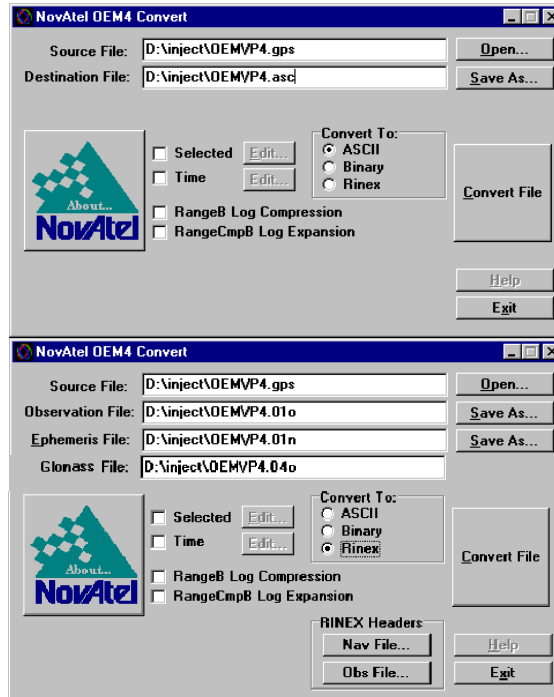 NovAtel OEM4 Convert
Source File: D:\inject\OEMVP4.gps Open...
Destination File: D:\inject\OEMVP4.asc Save As...
Convert To:
Selected Edit... ASCII
Time Edit... Binary
Rinex
Convert File
About...
NovAtel
RangeB Log Compression
RangeCmpB Log Expansion
Help
Exit
NovAtel OEM4 Convert
Source File: D:\inject\OEMVP4.gps Open...
Observation File: D:\inject\OEMVP4.01o Save As...
Ephemeris File: D:\inject\OEMVP4.01n Save As...
Glonass File: D:\inject\OEMVP4.04o
Convert To:
Selected Edit... ASCII
Time Edit... Binary
Rinex
Convert File
About...
NovAtel
RangeB Log Compression
RangeCmpB Log Expansion
RINEX Headers
Nav File... Help
Obs File... Exit